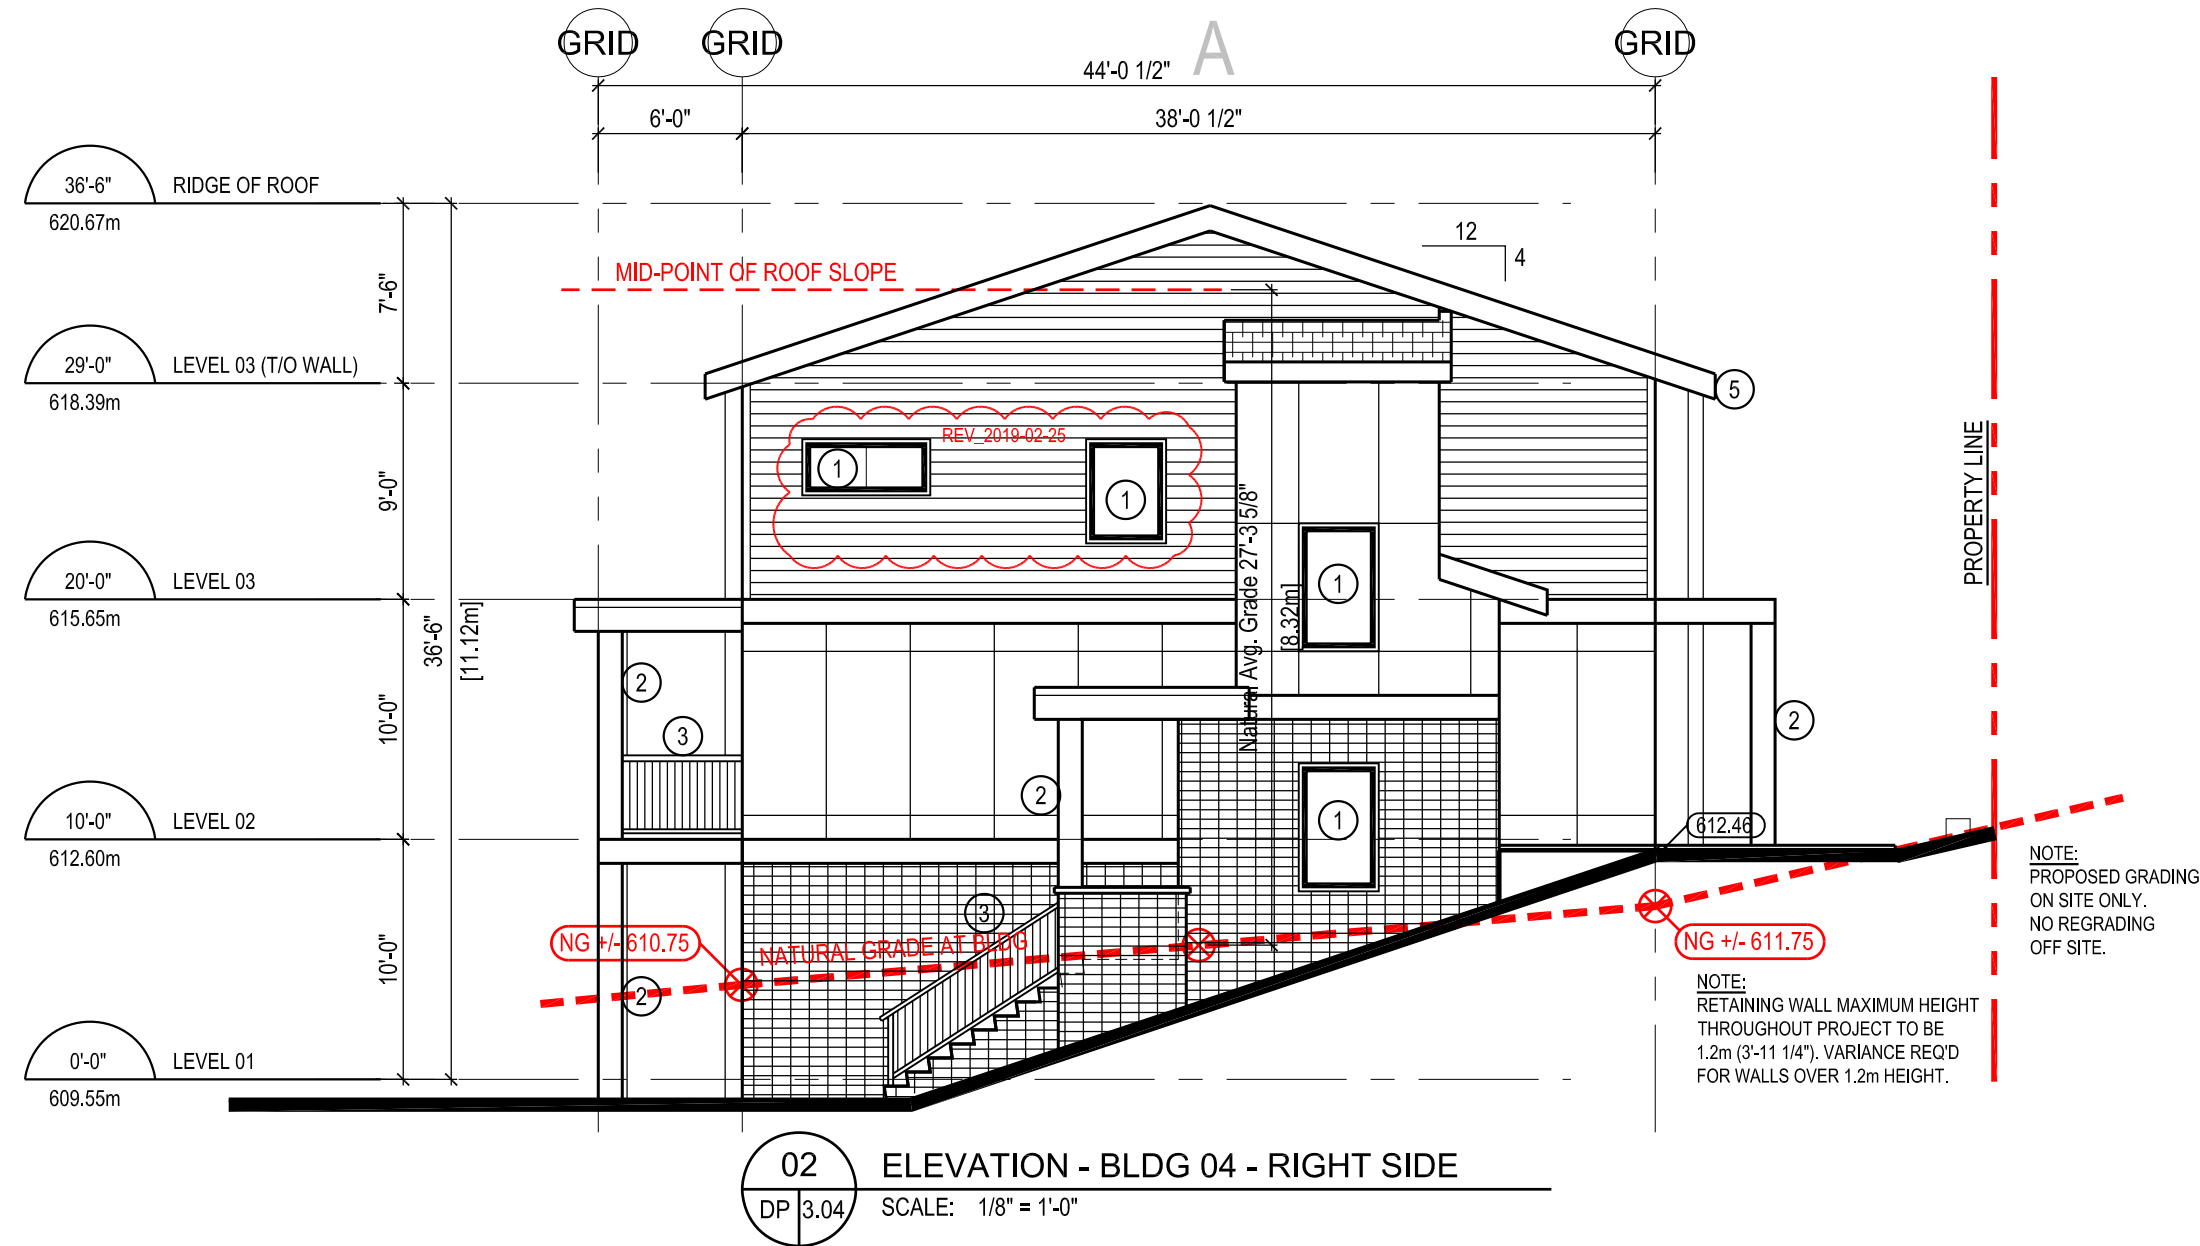 GRID GRID GRID
A
44'-0 1/2"
6'-0" 38'-0 1/2"
36'-6" RIDGE OF ROOF
620.67m
12
4
MID-POINT OF ROOF SLOPE
7'-6"
29'-0" LEVEL 03 (T/O WALL)
618.39m
5
REV_2019-02-25
1
1
9'-0"
PROPERTY LINE
20'-0" LEVEL 03
615.65m
1
Natural Avg. Grade 27'-3 5/8"
[8.32m]
36'-6"
[11.12m]
2
3
10'-0"
2
2
1
10'-0" LEVEL 02
612.60m
612.46
NOTE:
PROPOSED GRADING
ON SITE ONLY.
NO REGRADING
OFF SITE.
3
NG +/- 610.75
NATURAL GRADE AT BLDG
NG +/- 611.75
10'-0"
2
NOTE:
RETAINING WALL MAXIMUM HEIGHT
THROUGHOUT PROJECT TO BE
1.2m (3'-11 1/4"). VARIANCE REQ'D
FOR WALLS OVER 1.2m HEIGHT.
0'-0" LEVEL 01
609.55m
02 ELEVATION - BLDG 04 - RIGHT SIDE
DP 3.04 SCALE: 1/8" = 1'-0"